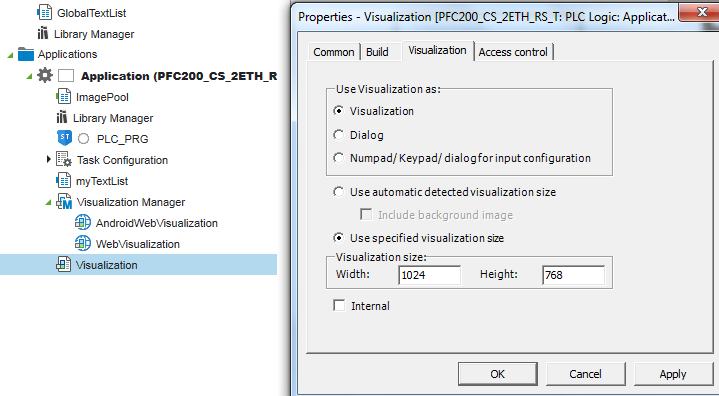 GlobalTextList
Library Manager
Applications
Application (PFC200_CS_2ETH_R
ImagePool
Library Manager
ST PLC_PRG
Task Configuration
myTextList
Visualization Manager
AndroidWebVisualization
WebVisualization
Visualization
Properties - Visualization [PFC200_CS_2ETH_RS_T: PLC Logic: Applicat...
Common Build Visualization Access control
Use Visualization as:
Visualization
Dialog
Numpad/ Keypad/ dialog for input configuration
Use automatic detected visualization size
Include background image
Use specified visualization size
Visualization size:
Width: 1024 Height: 768
Internal
OK Cancel Apply